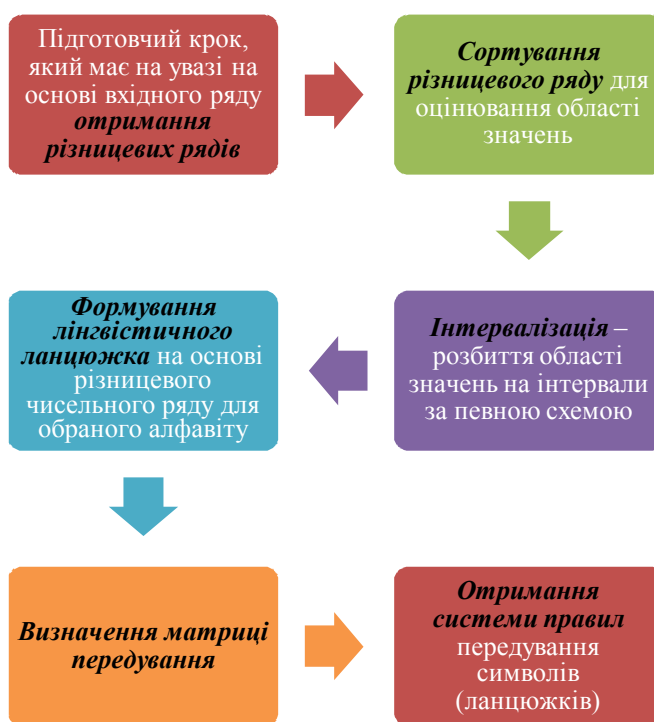 Підготовчий крок,
який має на увазі на
основі вхідного ряду
отримання
різницевих рядів
Сортування
різницевого ряду для
оцінювання області
значень
Інтервалізація –
розбиття області
значень на інтервали
за певною схемою
Формування
лінгвістичного
ланцюжка на основі
різницевого
чисельного ряду для
обраного алфавіту
Визначення матриці
передування
Отримання
системи правил
передування
символів
(ланцюжків)